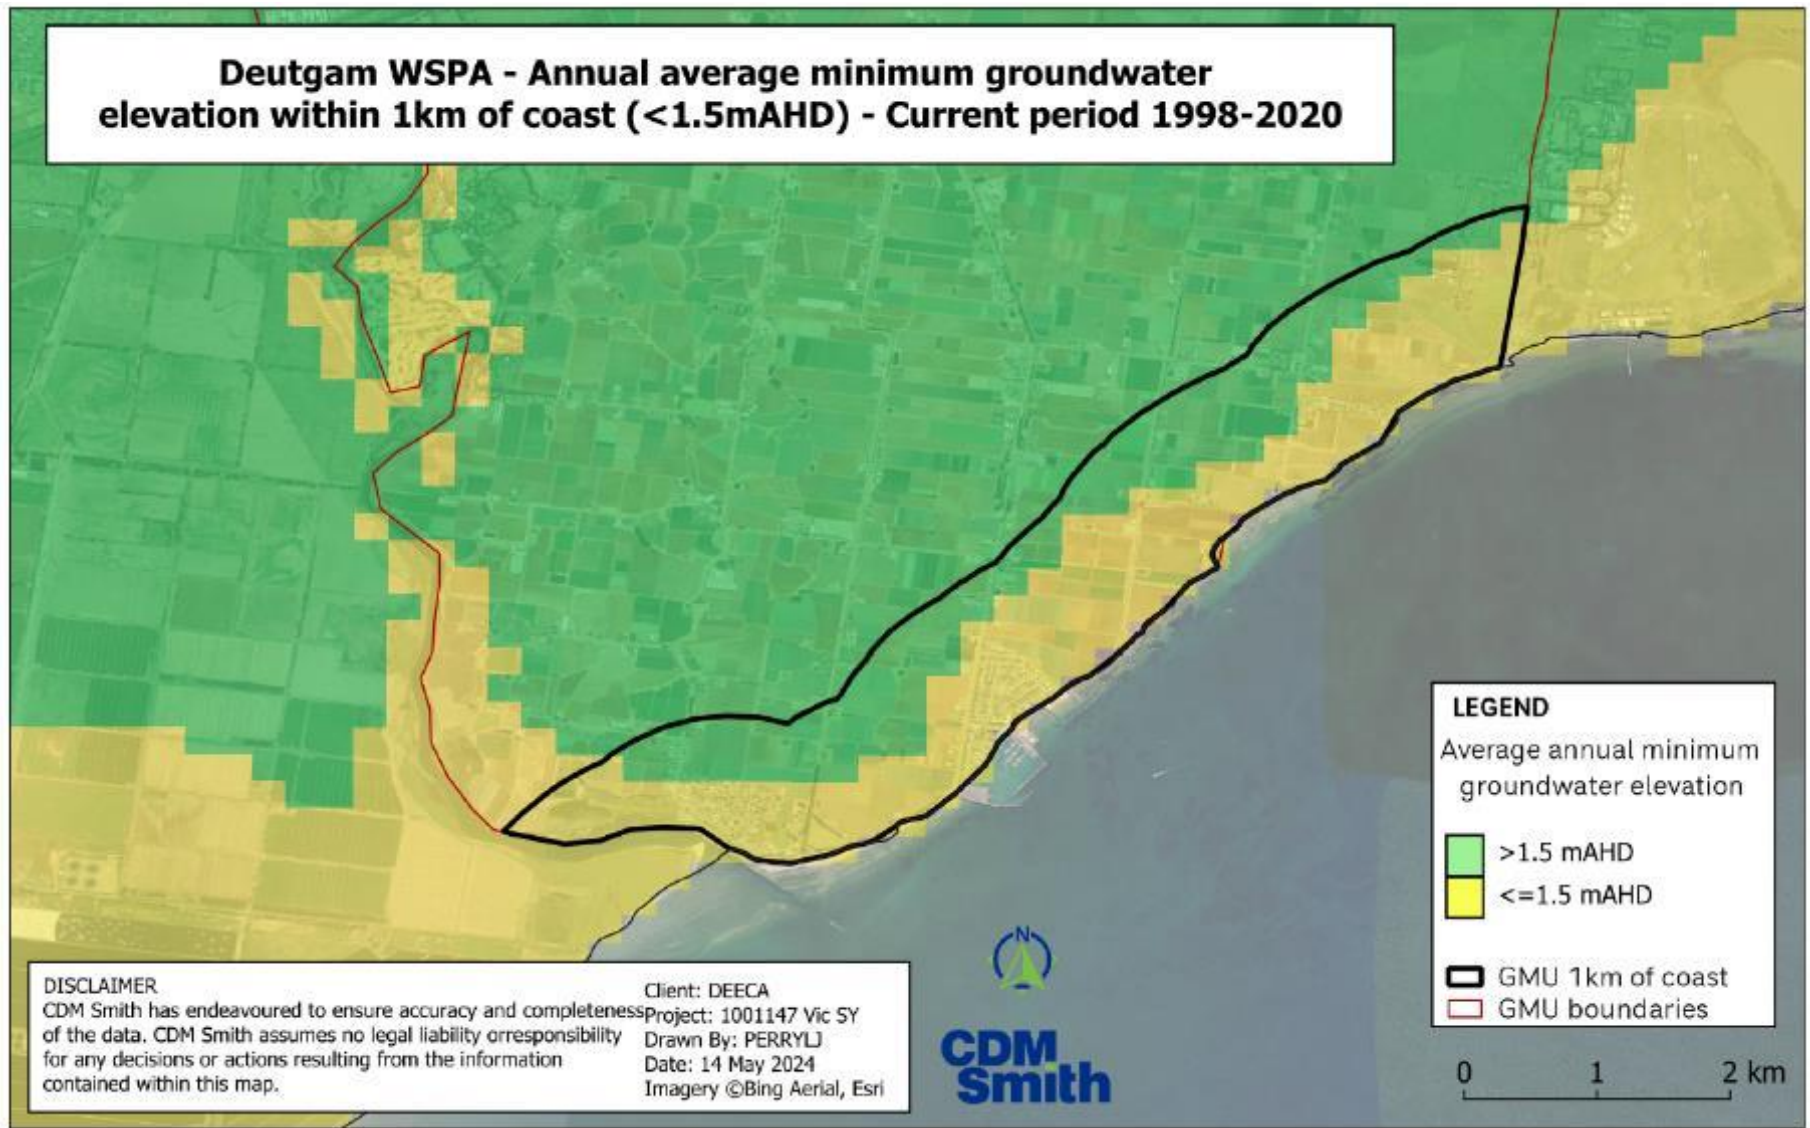 Deutgam WSPA - Annual average minimum groundwater
elevation within 1km of coast (<1.5mAHD) - Current period 1998-2020
LEGEND
Average annual minimum
groundwater elevation
>1.5 mAHD
<=1.5 mAHD
GMU 1km of coast
GMU boundaries
0 1 2 km
N
CDM
Smith
DISCLAIMER
CDM Smith has endeavoured to ensure accuracy and completeness
of the data. CDM Smith assumes no legal liability orresponsibility
for any decisions or actions resulting from the information
contained within this map.
Client: DEECA
Project: 1001147 Vic SY
Drawn By: PERRYLJ
Date: 14 May 2024
Imagery ©Bing Aerial, Esri